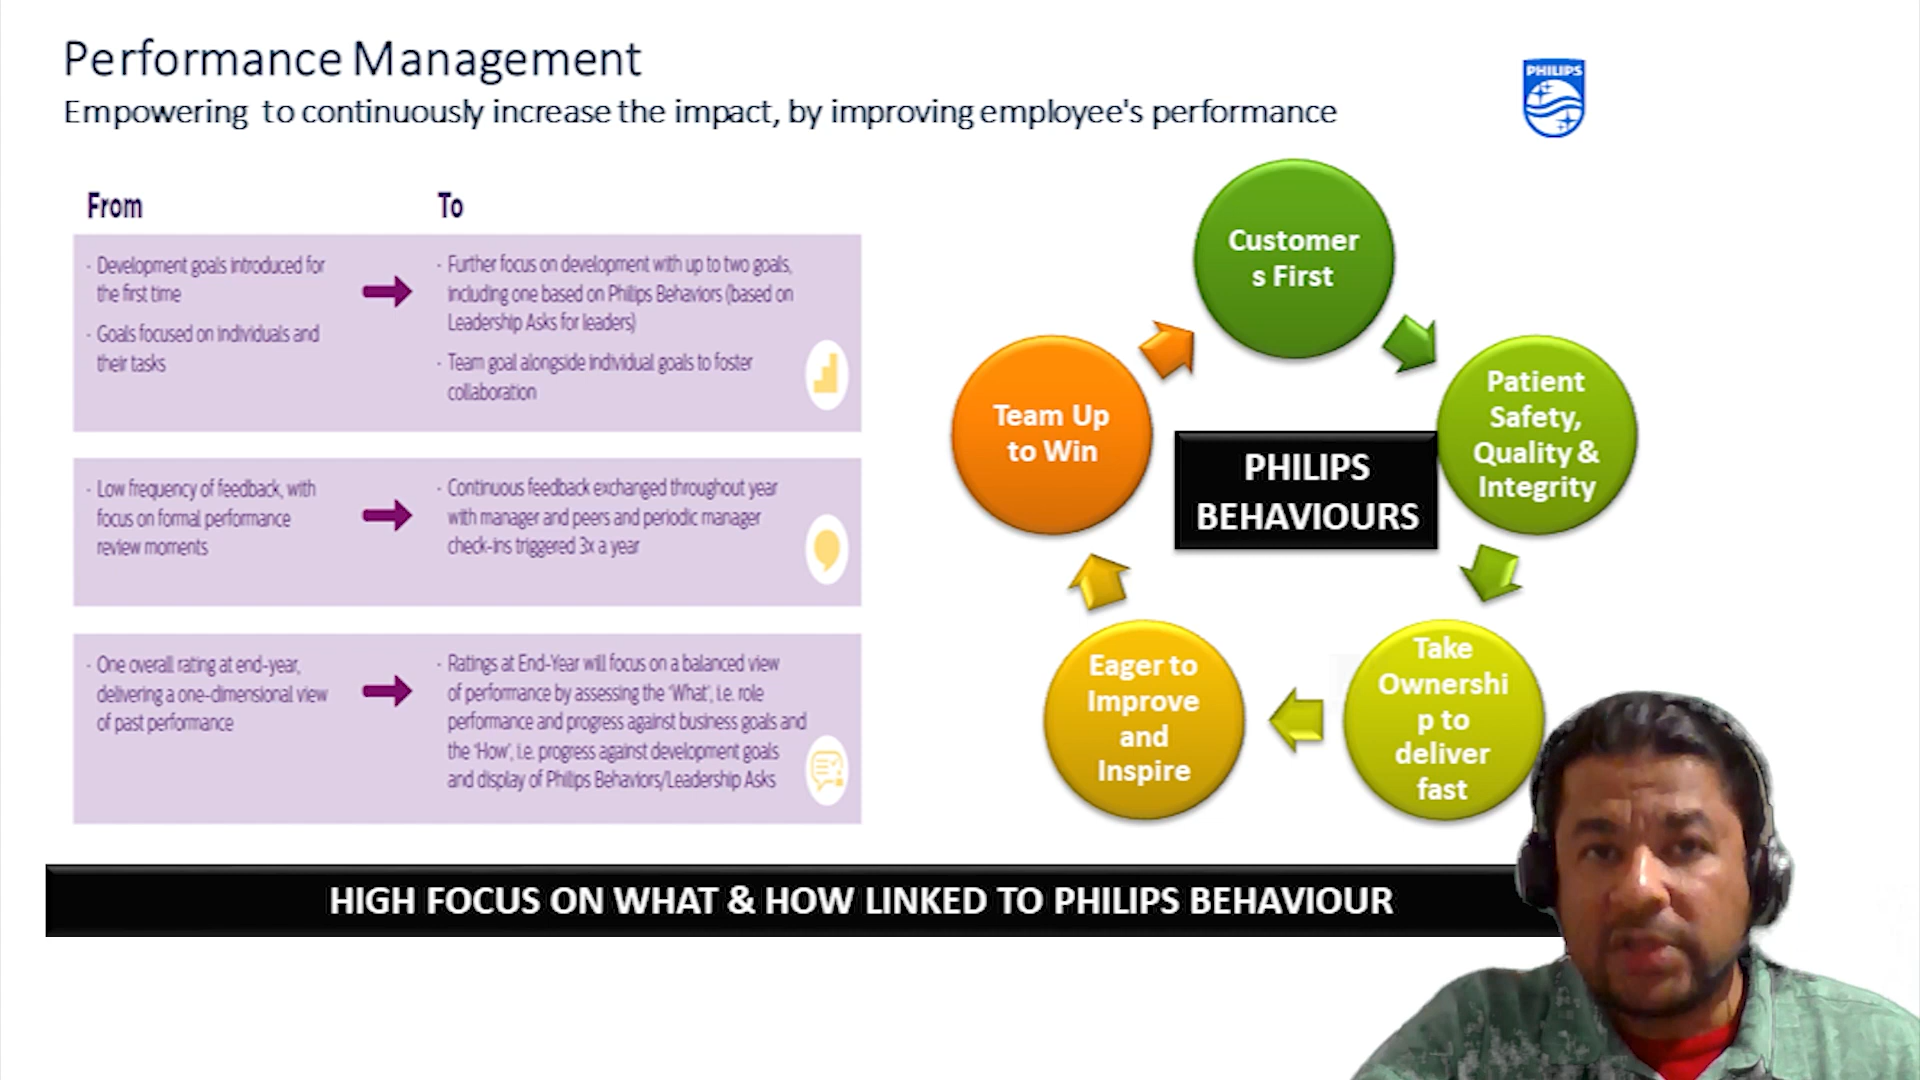 Performance Management
Empowering to continuously increase the impact, by improving employee's performance
PHILIPS
From
To
- Development goals introduced for
the first time
- Goals focused on individuals and
their tasks
- Further focus on development with up to two goals,
including one based on Philips Behaviors (based on
Leadership Asks for leaders)
- Team goal alongside individual goals to foster
collaboration
- Low frequency of feedback, with
focus on formal performance
review moments
- Continuous feedback exchanged throughout year
with manager and peers and periodic manager
check-ins triggered 3x a year
- One overall rating at end-year,
delivering a one-dimensional view
of past performance
- Ratings at End-Year will focus on a balanced view
of performance by assessing the 'What', i.e. role
performance and progress against business goals and
the 'How', i.e. progress against development goals
and display of Philips Behaviors/Leadership Asks
Customer
s First
Patient
Safety,
Quality &
Integrity
Take
Ownershi
p to
deliver
fast
Eager to
Improve
and
Inspire
Team Up
to Win
PHILIPS
BEHAVIOURS
HIGH FOCUS ON WHAT & HOW LINKED TO PHILIPS BEHAVIOUR